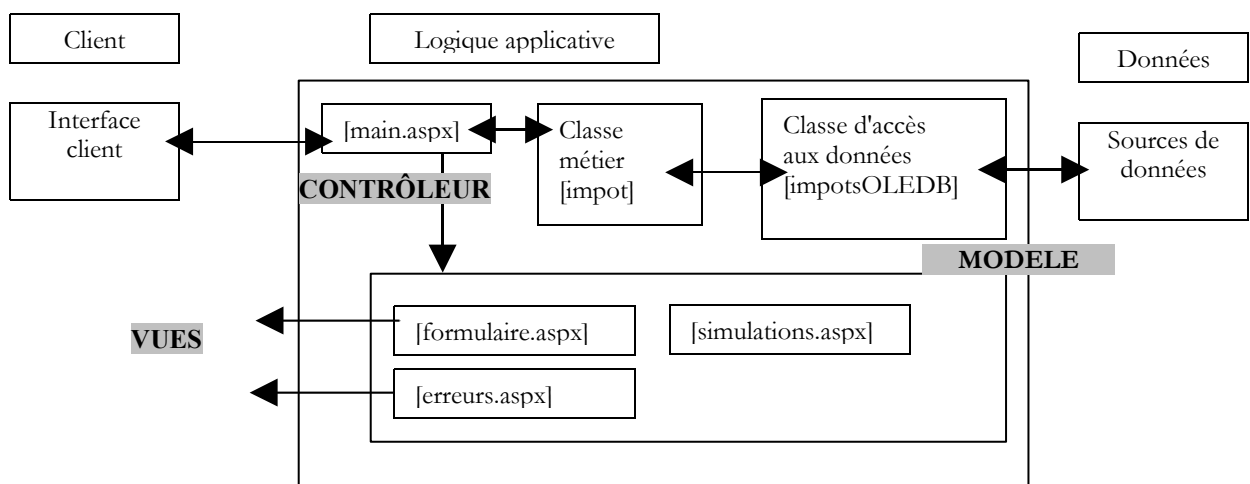 Client
Logique applicative
Données
Interface
client
[main.aspx]
CONTRÔLEUR
Classe
métier
[impot]
Classe d'accès
aux données
[impotsOLEDB]
Sources de
données
MODELE
VUES
[formulaire.aspx]
[simulations.aspx]
[erreurs.aspx]